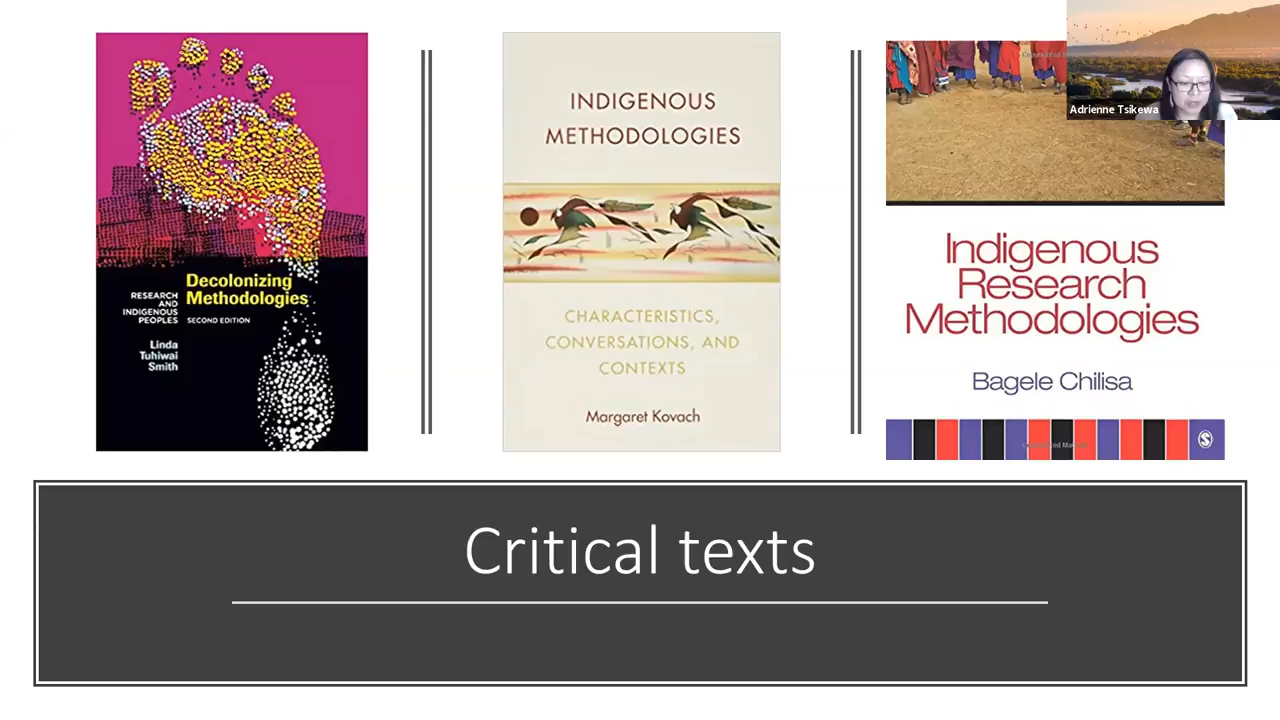 Decolonizing
Methodologies
RESEARCH
AND
INDIGENOUS
PEOPLES
SECOND EDITION
Linda
Tuhiwai
Smith
INDIGENOUS
METHODOLOGIES
CHARACTERISTICS,
CONVERSATIONS, AND
CONTEXTS
Margaret Kovach
Adrienne Tsikewa
Indigenous
Research
Methodologies
Bagele Chilisa
Critical texts